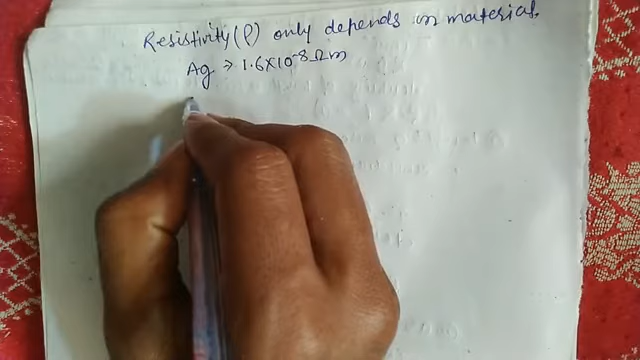 Resistivity (ρ) only depends on material.
Ag → 1.6×10⁻⁸ Ωm